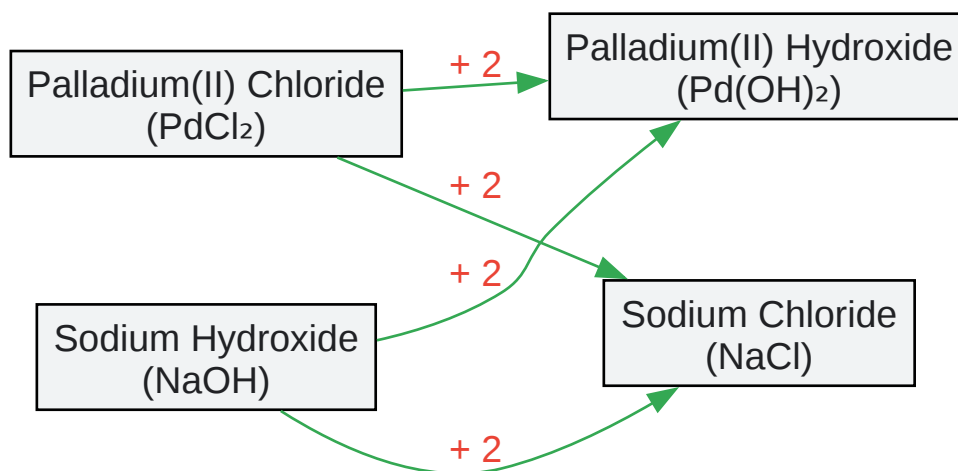 Palladium(II) Chloride
(PdCl₂)
+ 2
Palladium(II) Hydroxide
(Pd(OH)₂)
+ 2
+ 2
Sodium Hydroxide
(NaOH)
Sodium Chloride
(NaCl)
+ 2